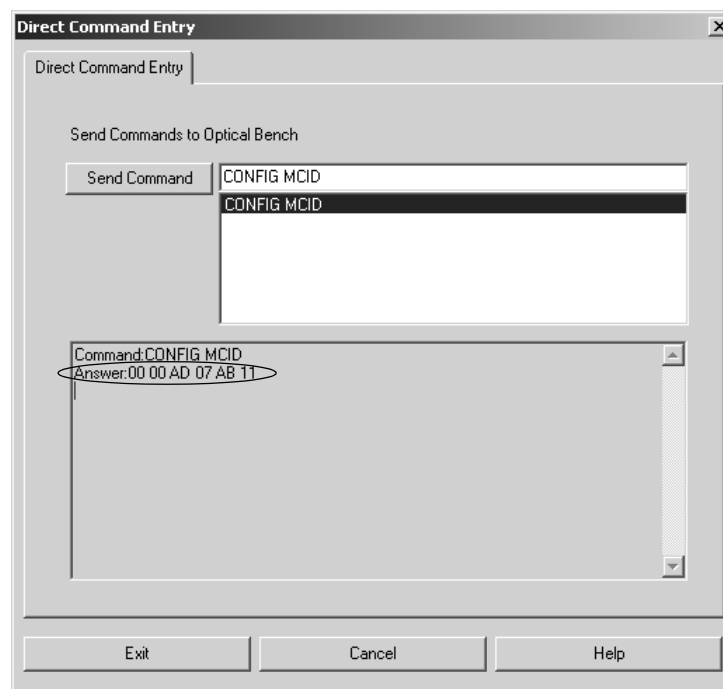 Direct Command Entry
Direct Command Entry
Send Commands to Optical Bench
Send Command
CONFIG MCID
CONFIG MCID
Command:CONFIG MCID
Answer:00 00 AD 07 AB 11
Exit
Cancel
Help